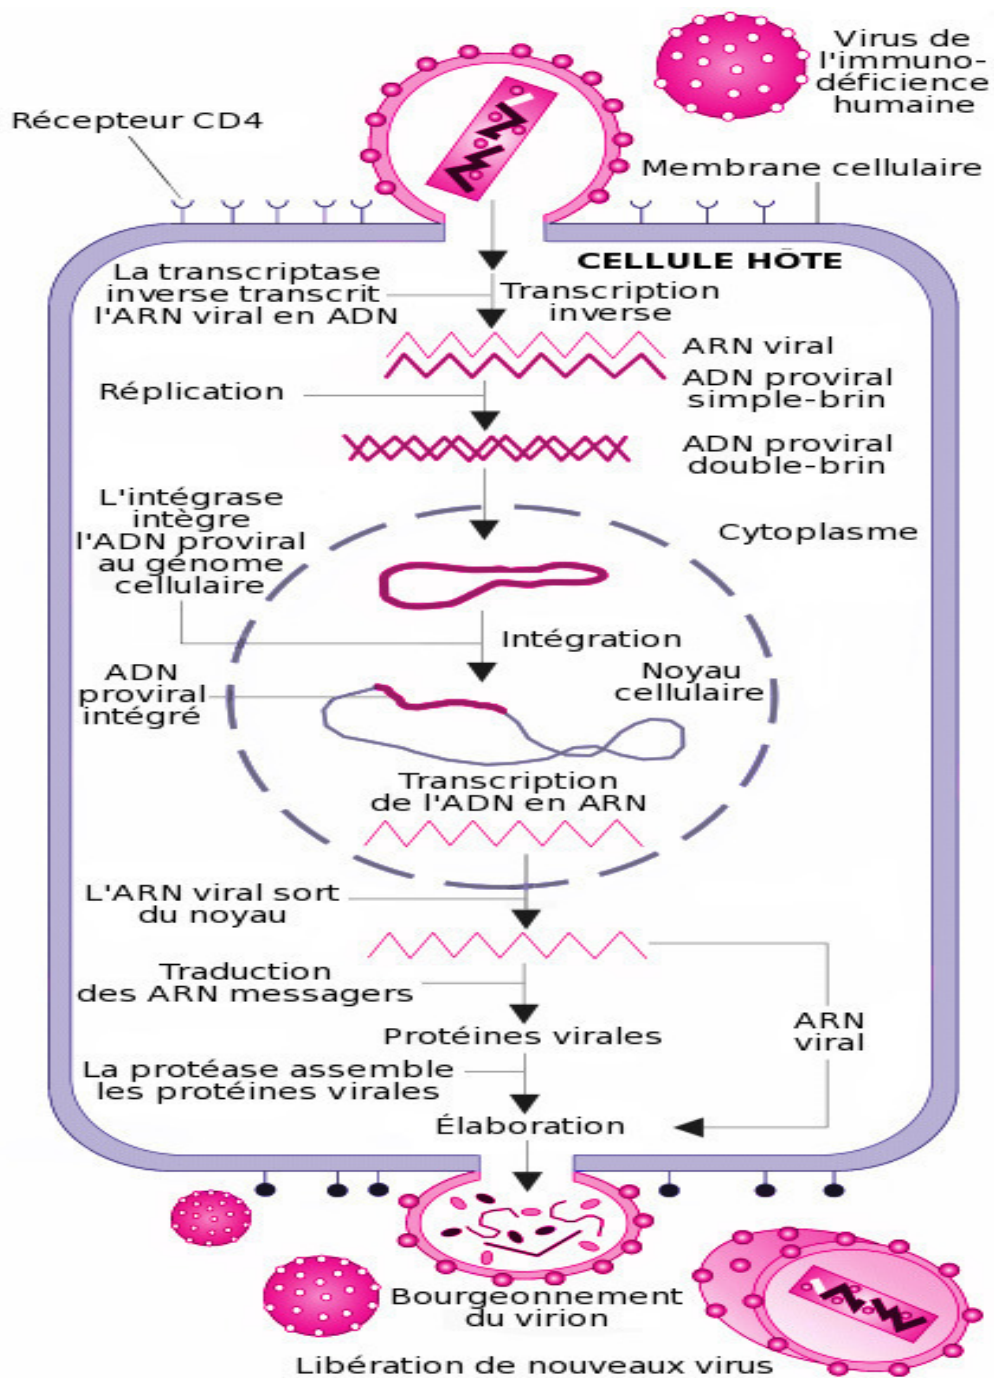 Virus de
l'immuno-
déficience
humaine
Récepteur CD4
Membrane cellulaire
CELLULE HÔTE
La transcriptase
inverse transcrit
l'ARN viral en ADN
Transcription
inverse
ARN viral
ADN proviral
simple-brin
Réplication
ADN proviral
double-brin
L'intégrase
intègre
l'ADN proviral
au génome
cellulaire
Cytoplasme
Intégration
ADN
proviral
intégré
Noyau
cellulaire
Transcription
de l'ADN en ARN
L'ARN viral sort
du noyau
Traduction
des ARN messagers
Protéines virales
ARN
viral
La protéase assemble
les protéines virales
Élaboration
Bourgeonnement
du virion
Libération de nouveaux virus